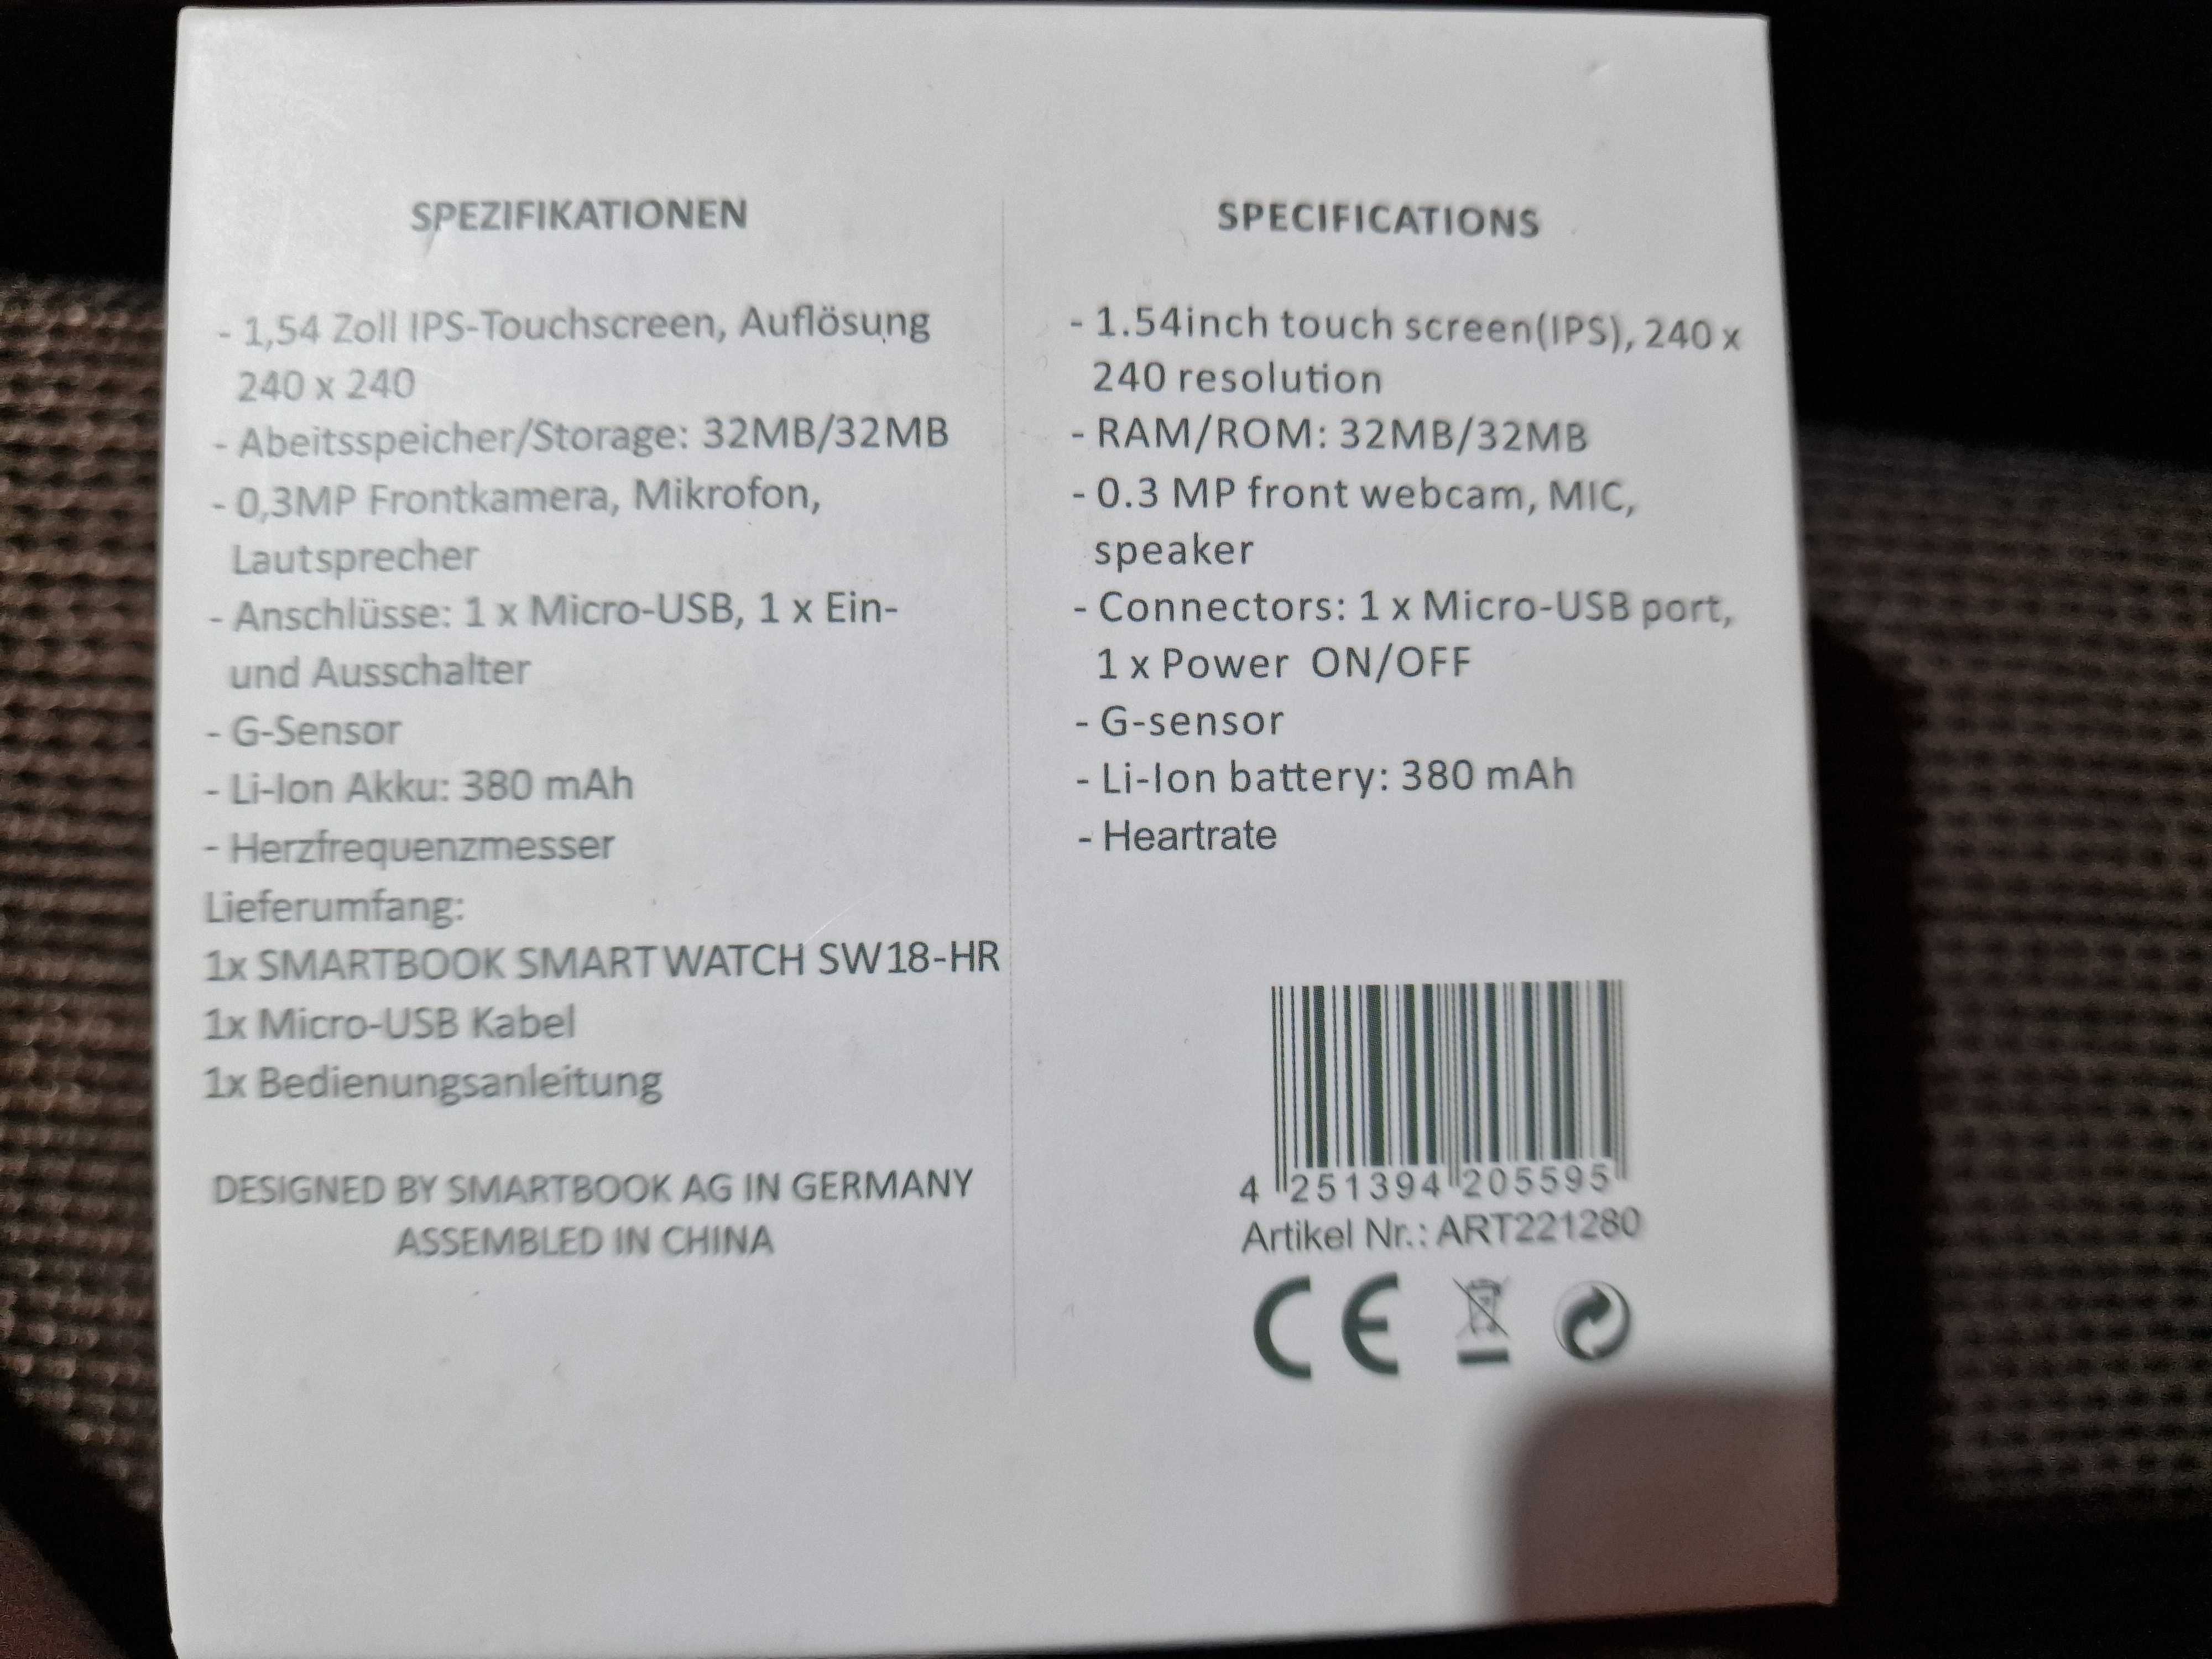 SPEZIFIKATIONEN
- 1,54 Zoll IPS-Touchscreen, Auflösung
240 x 240
- Abeitsspeicher/Storage: 32MB/32MB
- 0,3MP Frontkamera, Mikrofon,
Lautsprecher
- Anschlüsse: 1 x Micro-USB, 1 x Ein-
und Ausschalter
- G-Sensor
- Li-Ion Akku: 380 mAh
- Herzfrequenzmesser
Lieferumfang:
1x SMARTBOOK SMARTWATCH SW18-HR
1x Micro-USB Kabel
1x Bedienungsanleitung
DESIGNED BY SMARTBOOK AG IN GERMANY
ASSEMBLED IN CHINA
SPECIFICATIONS
- 1.54inch touch screen(IPS), 240 x
240 resolution
- RAM/ROM: 32MB/32MB
- 0.3 MP front webcam, MIC,
speaker
- Connectors: 1 x Micro-USB port,
1 x Power ON/OFF
- G-sensor
- Li-Ion battery: 380 mAh
- Heartrate
4 251394 205595
Artikel Nr.: ART221280
CE